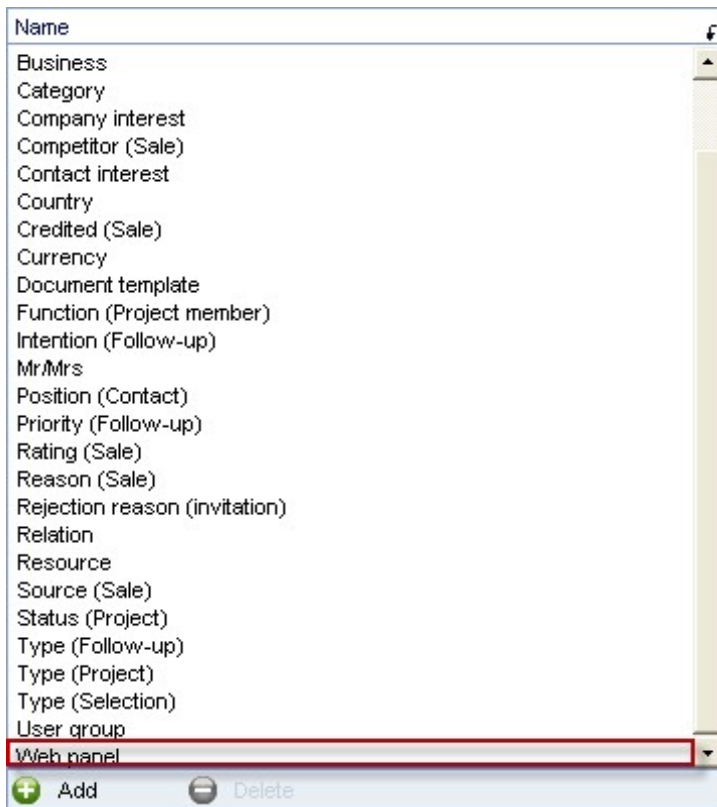 Name
Business
Category
Company interest
Competitor (Sale)
Contact interest
Country
Credited (Sale)
Currency
Document template
Function (Project member)
Intention (Follow-up)
Mr/Mrs
Position (Contact)
Priority (Follow-up)
Rating (Sale)
Reason (Sale)
Rejection reason (invitation)
Relation
Resource
Source (Sale)
Status (Project)
Type (Follow-up)
Type (Project)
Type (Selection)
User group
Web panel
Add Delete